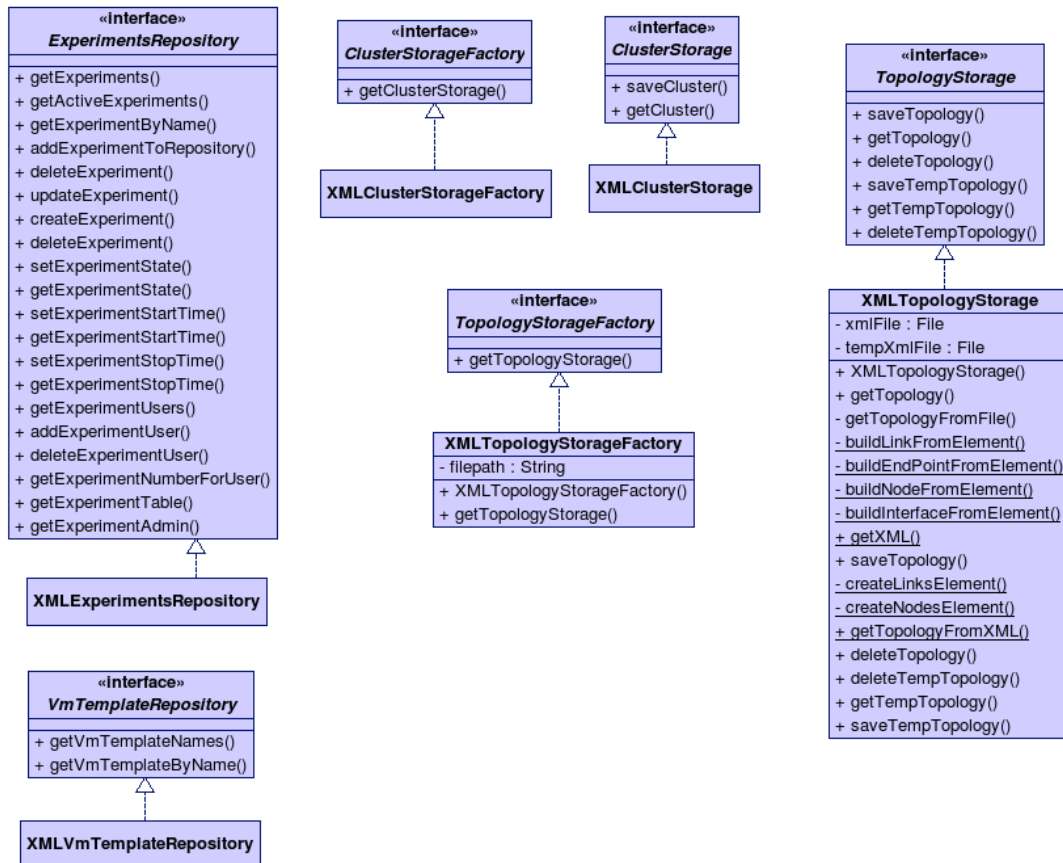 «interface»
ExperimentsRepository
+ getExperiments()
+ getActiveExperiments()
+ getExperimentByName()
+ addExperimentToRepository()
+ deleteExperiment()
+ updateExperiment()
+ createExperiment()
+ deleteExperiment()
+ setExperimentState()
+ getExperimentState()
+ setExperimentStartTime()
+ getExperimentStartTime()
+ setExperimentStopTime()
+ getExperimentStopTime()
+ getExperimentUsers()
+ addExperimentUser()
+ deleteExperimentUser()
+ getExperimentNumberForUser()
+ getExperimentTable()
+ getExperimentAdmin()
XMLExperimentsRepository
«interface»
VmTemplateRepository
+ getVmTemplateNames()
+ getVmTemplateByName()
XMLVmTemplateRepository
«interface»
ClusterStorageFactory
+ getClusterStorage()
XMLClusterStorageFactory
«interface»
ClusterStorage
+ saveCluster()
+ getCluster()
XMLClusterStorage
«interface»
TopologyStorageFactory
+ getTopologyStorage()
XMLTopologyStorageFactory
- filepath : String
+ XMLTopologyStorageFactory()
+ getTopologyStorage()
«interface»
TopologyStorage
+ saveTopology()
+ getTopology()
+ deleteTopology()
+ saveTempTopology()
+ getTempTopology()
+ deleteTempTopology()
XMLTopologyStorage
- xmlFile : File
- tempXmlFile : File
+ XMLTopologyStorage()
+ getTopology()
- getTopologyFromFile()
- buildLinkFromElement()
- buildEndPointFromElement()
- buildNodeFromElement()
- buildInterfaceFromElement()
+ getXML()
+ saveTopology()
- createLinksElement()
- createNodesElement()
+ getTopologyFromXML()
+ deleteTopology()
+ deleteTempTopology()
+ getTempTopology()
+ saveTempTopology()